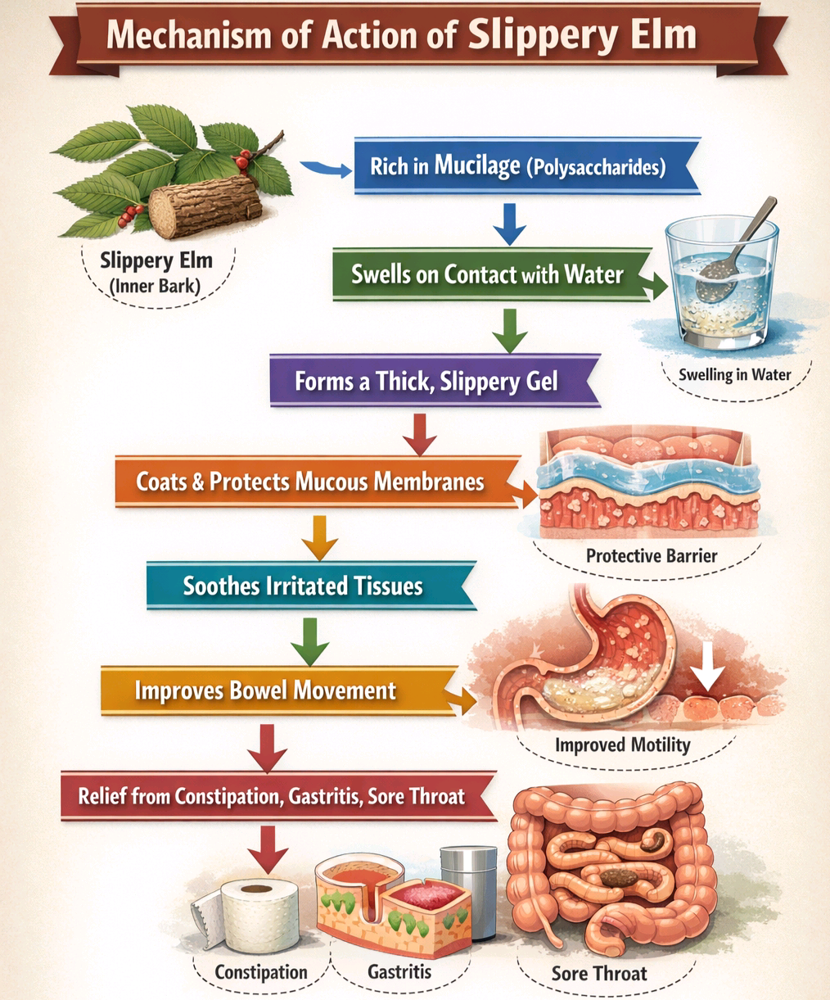 Mechanism of Action of Slippery Elm
Rich in Mucilage (Polysaccharides)
Slippery Elm
(Inner Bark)
Swells on Contact with Water
Swelling in Water
Forms a Thick, Slippery Gel
Coats & Protects Mucous Membranes
Protective Barrier
Soothes Irritated Tissues
Improves Bowel Movement
Improved Motility
Relief from Constipation, Gastritis, Sore Throat
Constipation
Gastritis
Sore Throat